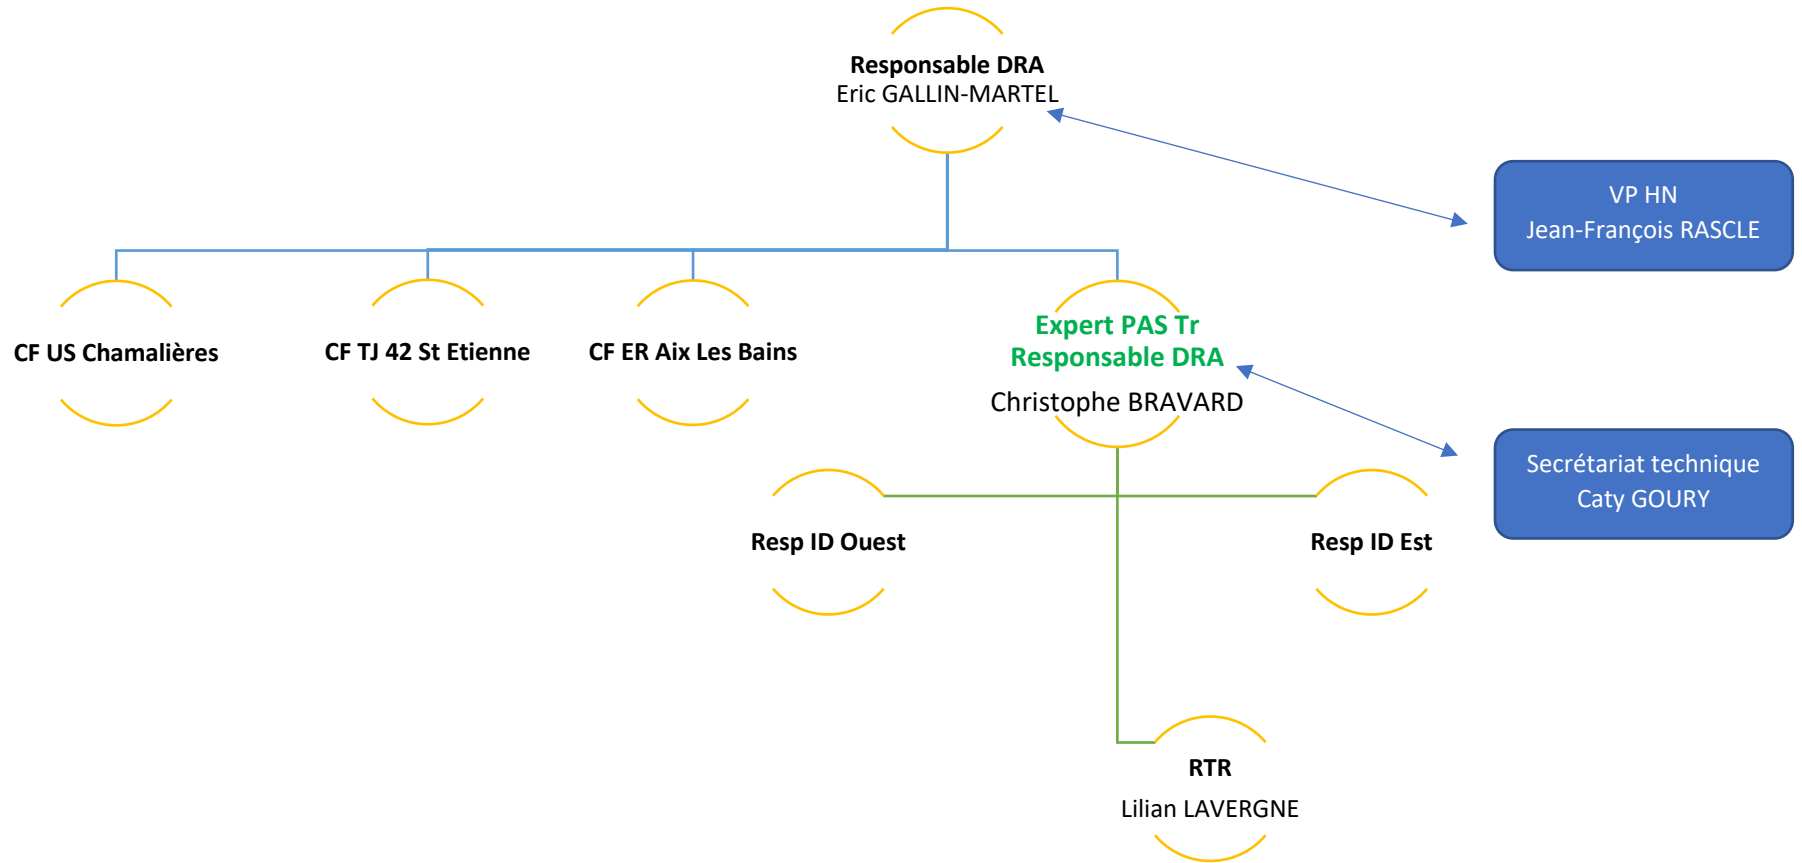 Responsable DRA
Eric GALLIN-MARTEL
VP HN
Jean-François RASCLE
CF US Chamalières
CF TJ 42 St Etienne
CF ER Aix Les Bains
Expert PAS Tr
Responsable DRA
Christophe BRAVARD
Secrétariat technique
Caty GOURY
Resp ID Ouest
Resp ID Est
RTR
Lilian LAVERGNE